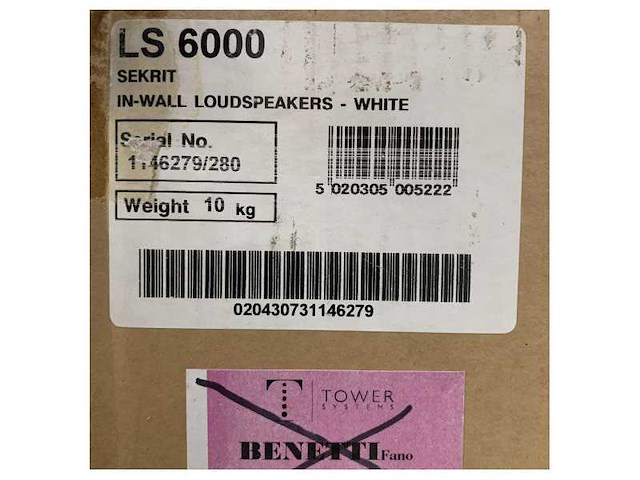 LS 6000
SEKRIT
IN-WALL LOUDSPEAKERS - WHITE
Serial No.
1146279/280
5 020305 005222
Weight 10 kg
020430731146279
T TOWER
SYSTEMS
BENETTI Fano